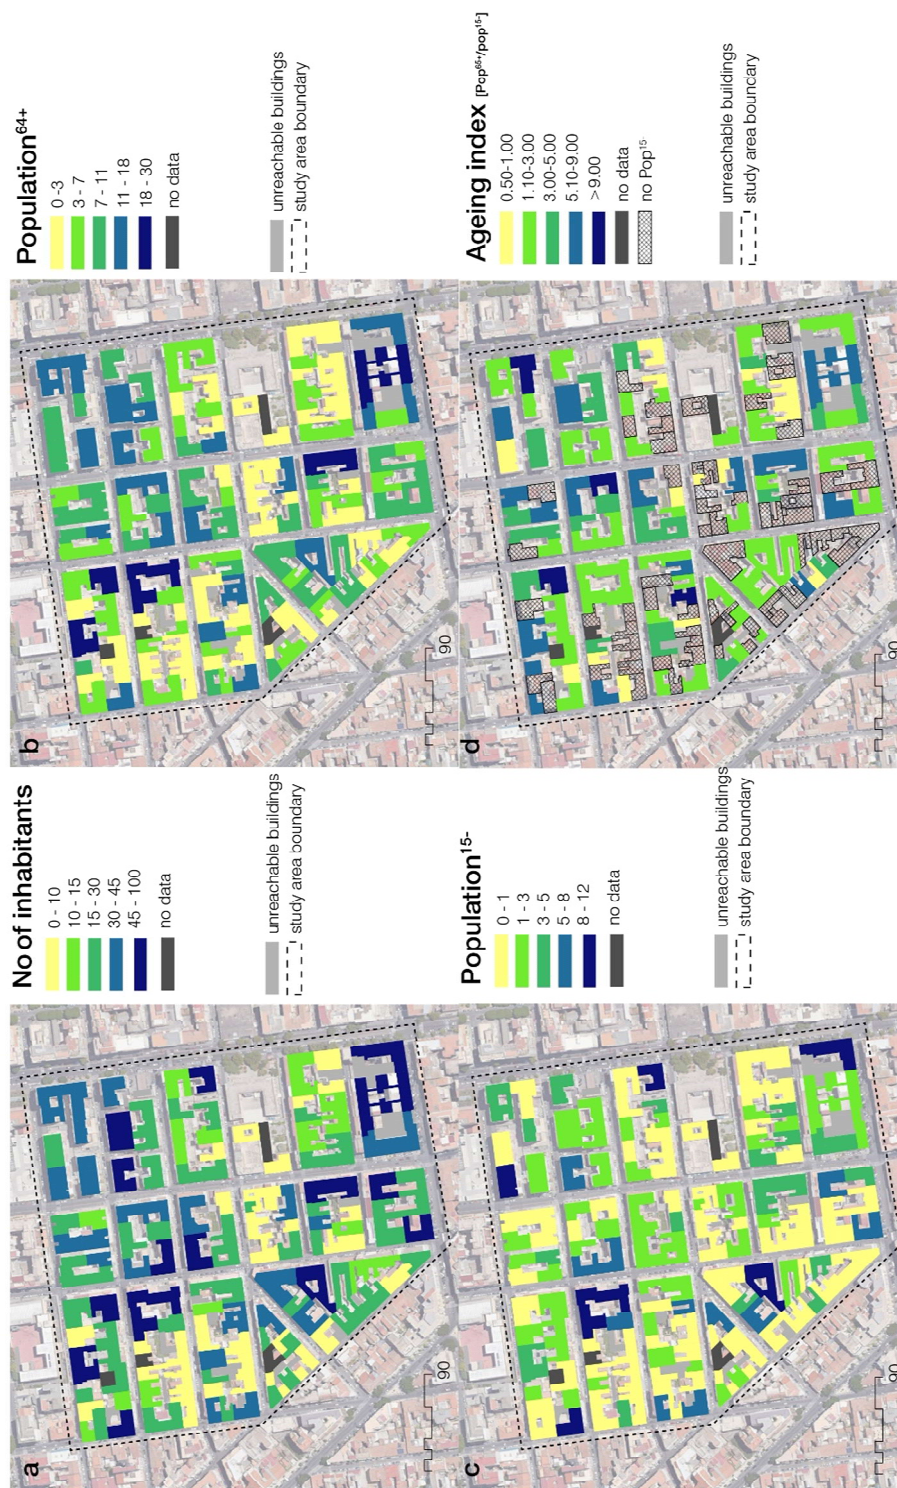 a
No of inhabitants
0 - 10
10 - 15
15 - 30
30 - 45
45 - 100
no data
unreachable buildings
study area boundary
90
b
Population⁶⁴⁺
0 -3
3 - 7
7 - 11
11 - 18
18 - 30
no data
unreachable buildings
study area boundary
90
c
Population¹⁵⁻
0 - 1
1 - 3
3 - 5
5 - 8
8 - 12
no data
unreachable buildings
study area boundary
90
d
Ageing index [Pop⁶⁵⁺/pop¹⁵⁻]
0.50-1.00
1.10-3.00
3.00-5.00
5.10-9.00
>9.00
no data
no Pop¹⁵⁻
unreachable buildings
study area boundary
90